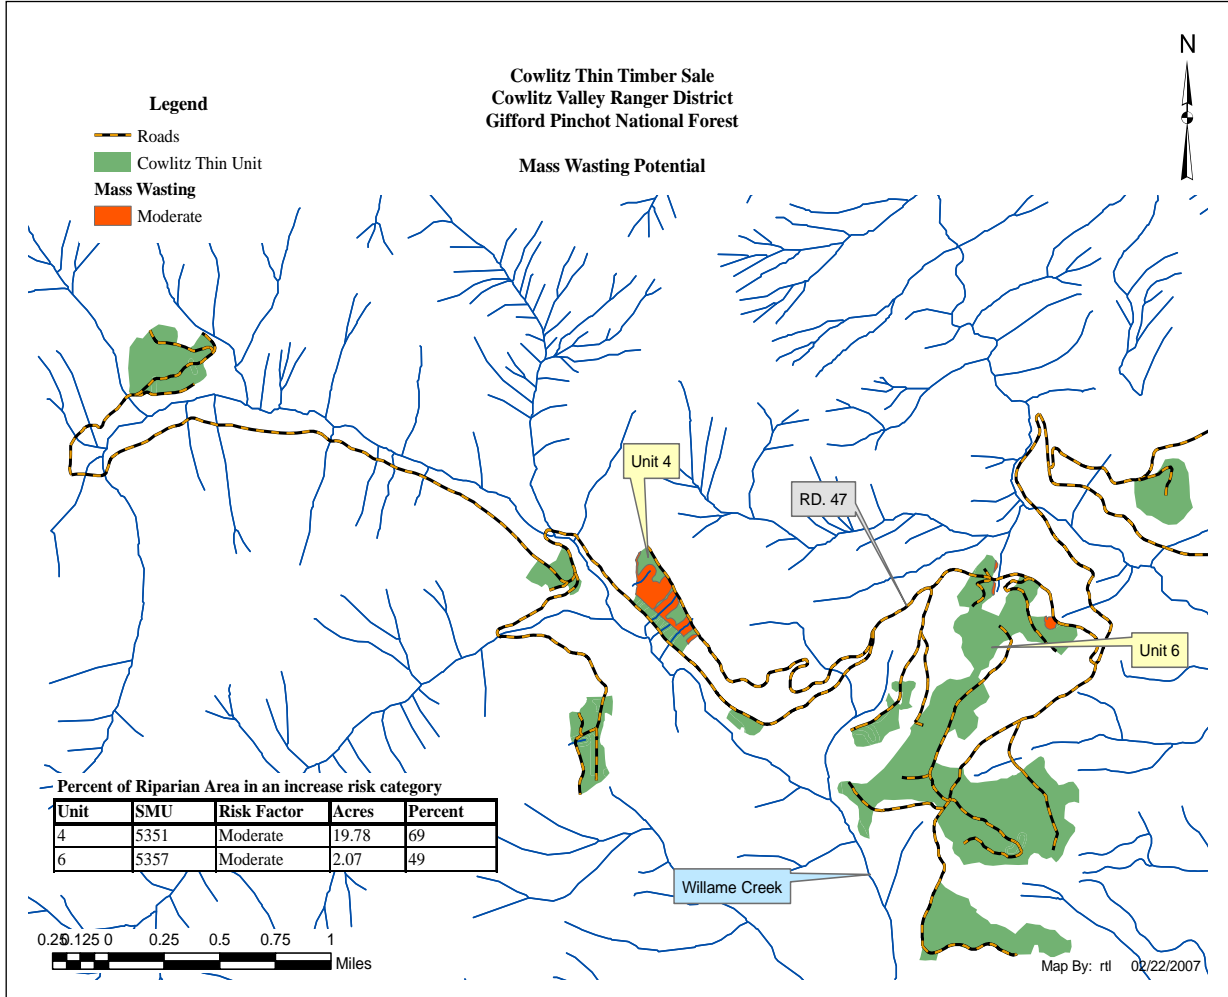 N
Cowlitz Thin Timber Sale
Cowlitz Valley Ranger District
Gifford Pinchot National Forest
Mass Wasting Potential
Legend
Roads
Cowlitz Thin Unit
Mass Wasting
Moderate
Unit 4
RD. 47
Unit 6
Percent of Riparian Area in an increase risk category
Unit SMU Risk Factor Acres Percent
4 5351 Moderate 19.78 69
6 5357 Moderate 2.07 49
Willame Creek
0.25 0.125 0 0.25 0.5 0.75 1
Miles
Map By: rtl 02/22/2007